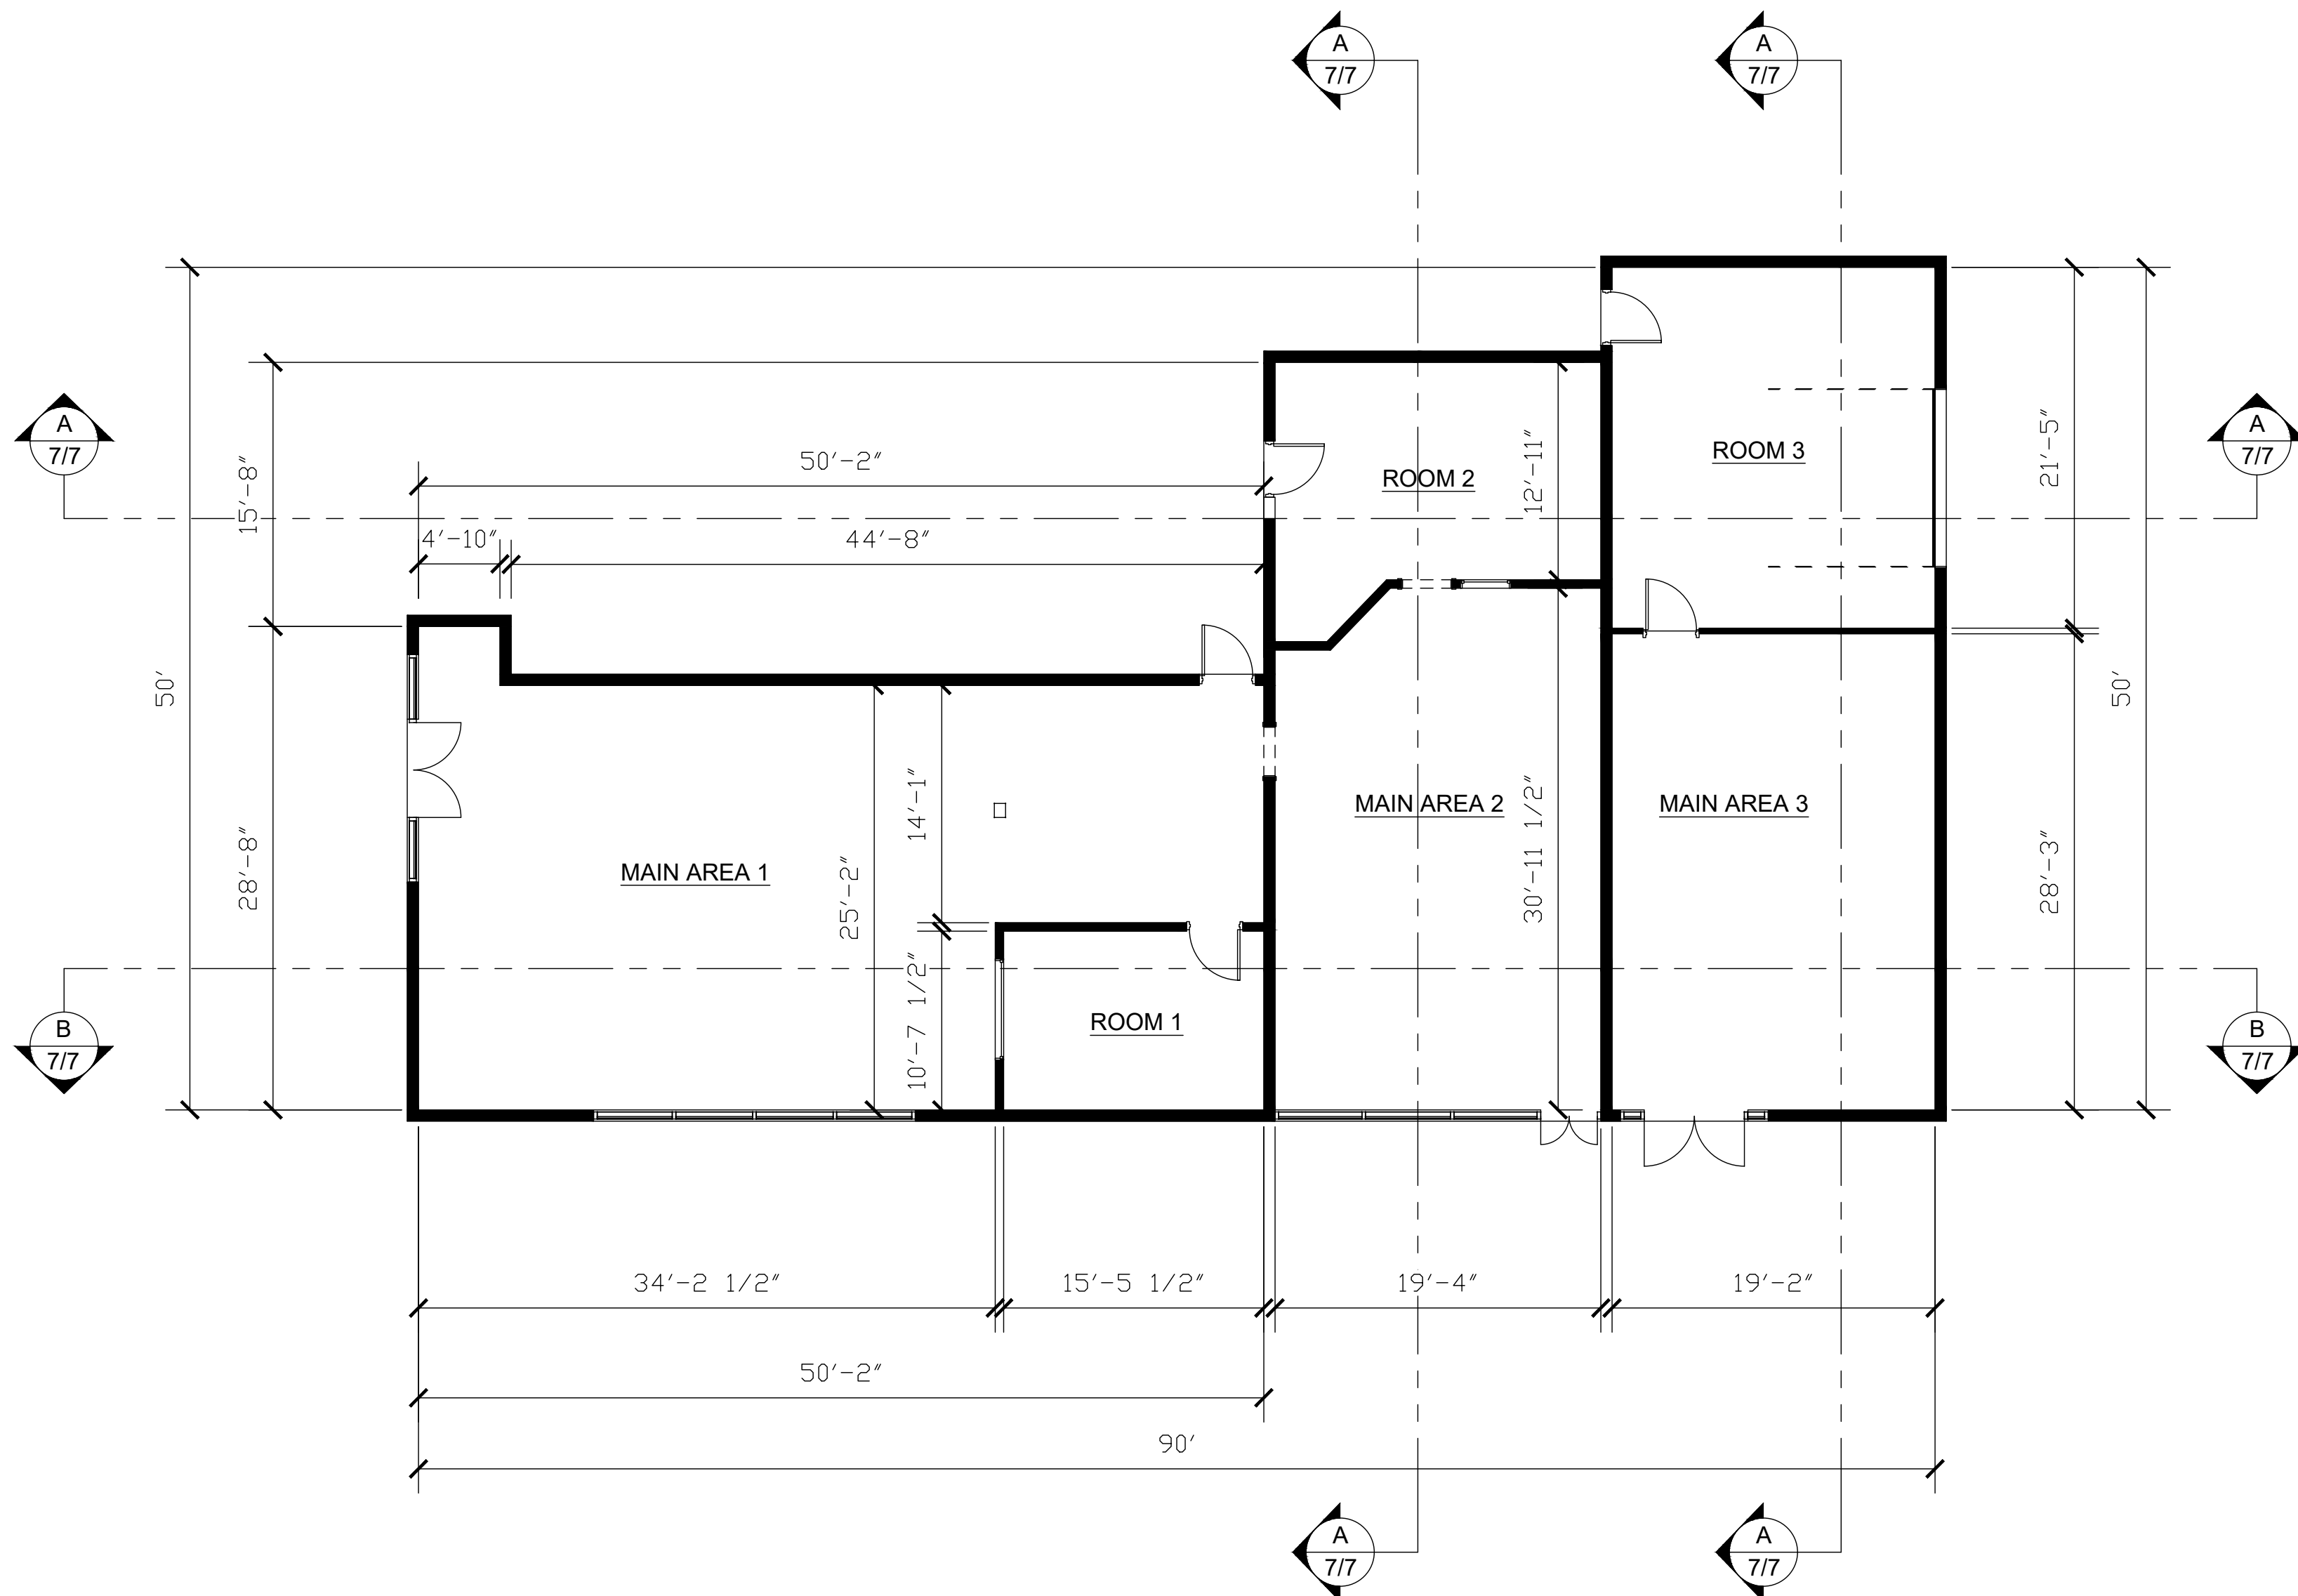 A
7/7
A
7/7
A
7/7
A
7/7
50'-2"
ROOM 3
21'-5"
15'-8"
ROOM 2
12'-11"
4'-10"
44'-8"
50'
50'
14'-1"
MAIN AREA 2
30'-11 1/2"
MAIN AREA 3
MAIN AREA 1
28'-8"
25'-2"
28'-3"
10'-7 1/2"
ROOM 1
B
7/7
B
7/7
34'-2 1/2"
15'-5 1/2"
19'-4"
19'-2"
50'-2"
90'
A
7/7
A
7/7